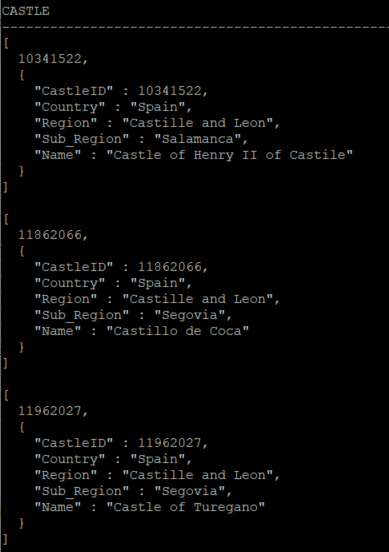 CASTLE
--------------------------------------------------------------------------------
[
  10341522,
  {
    "CastleID" : 10341522,
    "Country" : "Spain",
    "Region" : "Castille and Leon",
    "Sub_Region" : "Salamanca",
    "Name" : "Castle of Henry II of Castile"
  }
]
[
  11862066,
  {
    "CastleID" : 11862066,
    "Country" : "Spain",
    "Region" : "Castille and Leon",
    "Sub_Region" : "Segovia",
    "Name" : "Castillo de Coca"
  }
]
[
  11962027,
  {
    "CastleID" : 11962027,
    "Country" : "Spain",
    "Region" : "Castille and Leon",
    "Sub_Region" : "Segovia",
    "Name" : "Castle of Turegano"
  }
]